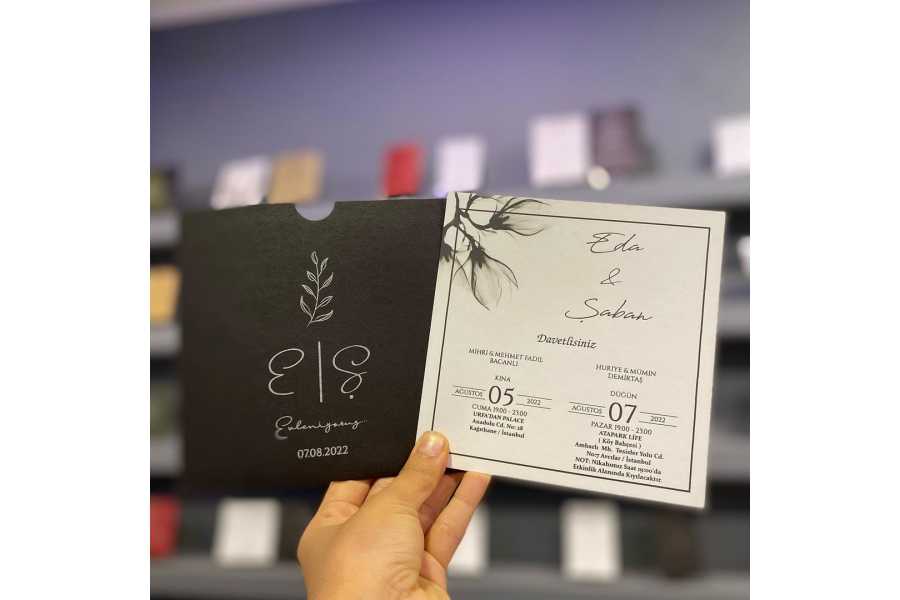 E|Ş
Evleniyoruz..
07.08.2022
Eda
&
Şaban
Davetlisiniz
MİHRİ & MEHMET FADIL
BACANLI
KINA
AĞUSTOS 05 2022
CUMA 19:00 - 23:00
URFA'DAN PALACE
Anadolu Cd. No: 18
Kağıthane / İstanbul
HURİYE & MÜMİN
DEMİRTAŞ
DÜĞÜN
AĞUSTOS 07 2022
PAZAR 19:00 - 23:00
ATAPARK LİFE
( Köy Bahçesi )
Ambarlı Mh. Tesisler Yolu Cd.
No:7 Avcılar / İstanbul
NOT: Nikahımız Saat 19:00'da
Etkinlik Alanında Kıyılacaktır.